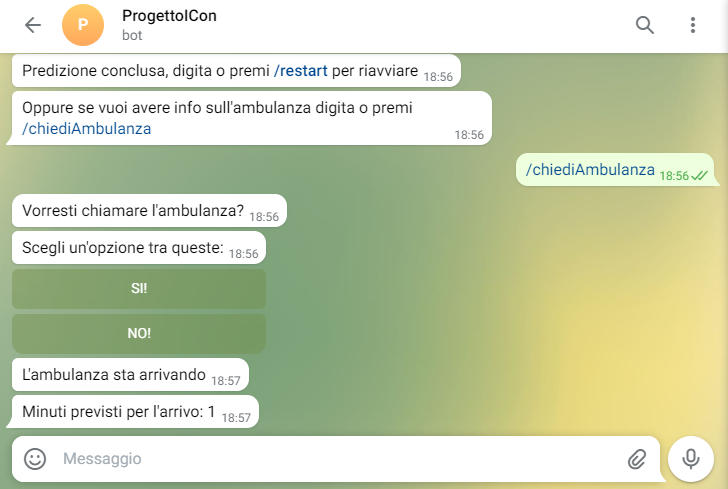 P
ProgettoICon
bot
Predizione conclusa, digita o premi /restart per riavviare 18:56
Oppure se vuoi avere info sull'ambulanza digita o premi
/chiediAmbulanza 18:56
/chiediAmbulanza 18:56
Vorresti chiamare l'ambulanza? 18:56
Scegli un'opzione tra queste: 18:56
SI!
NO!
L'ambulanza sta arrivando 18:57
Minuti previsti per l'arrivo: 1 18:57
Messaggio